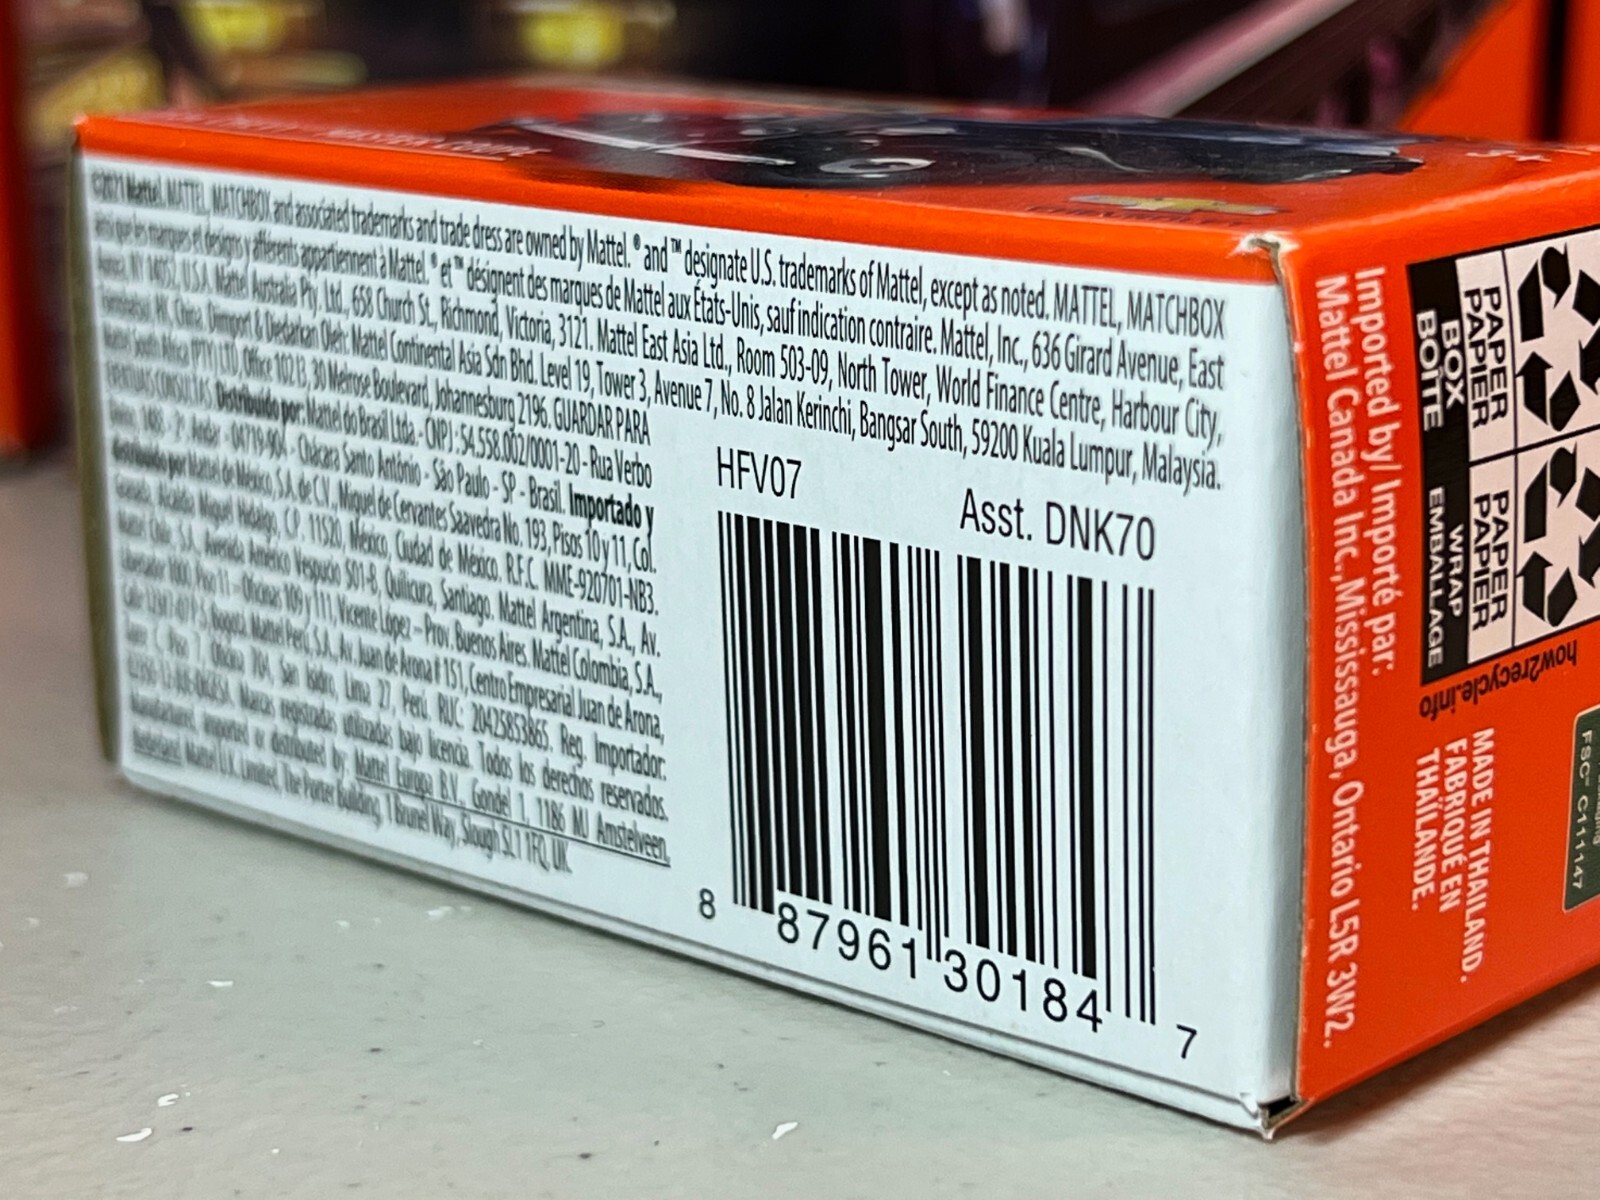 MASTER COUPE
©2021 Mattel. MATTEL, MATCHBOX and associated trademarks and trade dress are owned by Mattel. ® and ™ designate U.S. trademarks of Mattel, except as noted. MATTEL, MATCHBOX
ainsi que les marques et designs y afférents appartiennent à Mattel. ® et ™ désignent des marques de Mattel aux États-Unis, sauf indication contraire. Mattel, Inc., 636 Girard Avenue, East
Aurora, NY 14052, U.S.A. Mattel Australia Pty. Ltd., 658 Church St., Richmond, Victoria, 3121. Mattel East Asia Ltd., Room 503-09, North Tower, World Finance Centre, Harbour City,
Tsimshatsui, HK, China. Diimport & Diedarkan Oleh: Mattel Continental Asia Sdn Bhd. Level 19, Tower 3, Avenue 7, No. 8 Jalan Kerinchi, Bangsar South, 59200 Kuala Lumpur, Malaysia.
Mattel South Africa (PTY) LTD, Office 102 I3, 30 Melrose Boulevard, Johannesburg 2196. GUARDAR PARA
EVENTUAIS CONSULTAS. Distribuido por: Mattel do Brasil Ltda.- CNPJ : 54.558.002/0001-20 - Rua Verbo
Divino, 1488 - 2º. Andar - 04719-904 - Chácara Santo Antônio - São Paulo - SP - Brasil. Importado y
distribuido por Mattel de México, S.A. de C.V., Miguel de Cervantes Saavedra No. 193, Pisos 10 y 11, Col.
Granada, Alcaldía Miguel Hidalgo, C.P. 11520, México, Ciudad de México. R.F.C. MME-920701-NB3.
Mattel Chile, S.A., Avenida Américo Vespucio 501-B, Quilicura, Santiago. Mattel Argentina, S.A., Av.
Libertador 1000, Piso 11 – Oficinas 109 y 111, Vicente López – Prov. Buenos Aires. Mattel Colombia, S.A.,
Bogotá. Mattel Perú, S.A., Av. Juan de Arona # 151, Centro Empresarial Juan de Arona,
Torre C, Piso 7, Oficina 704, San Isidro, Lima 27, Perú. RUC: 20425853865. Reg. Importador:
Marcas registradas utilizadas bajo licencia. Todos los derechos reservados.
Manufactured, imported or distributed by: Mattel Europa B.V., Gondel 1, 1186 MJ Amstelveen,
Nederland. Mattel U.K. Limited, The Porter Building, 1 Brunel Way, Slough SL1 1FQ, UK.
HFV07
Asst. DNK70
8 87961 30184 7
Imported by/ Importé par:
Mattel Canada Inc., Mississauga, Ontario L5R 3W2.
PAPER
PAPIER
BOX
BOÎTE
PAPER
PAPIER
WRAP
EMBALLAGE
how2recycle.info
MADE IN THAILAND.
FABRIQUÉ EN
THAÏLANDE.
FSC™ C111147